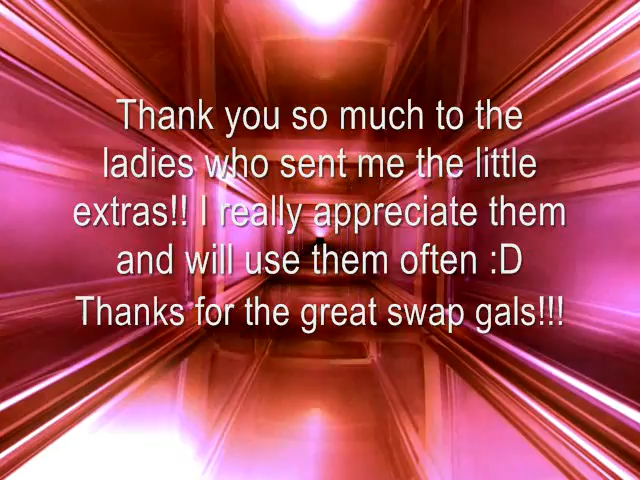 Thank you so much to the
ladies who sent me the little
extras!! I really appreciate them
and will use them often :D
Thanks for the great swap gals!!!